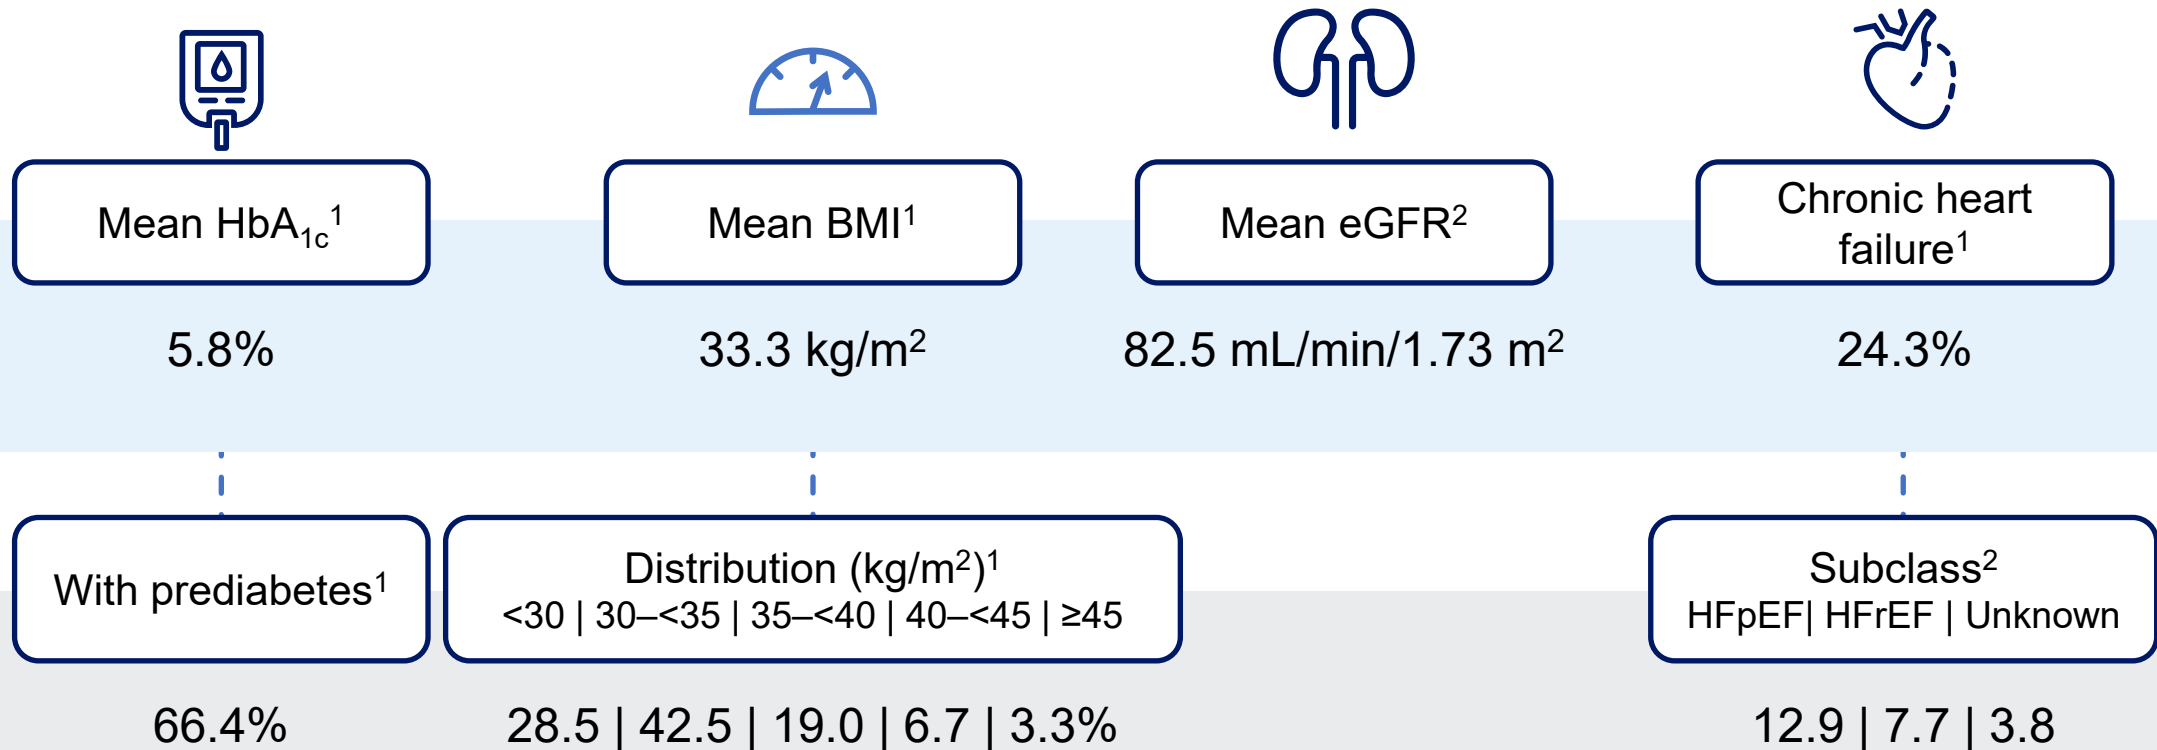 Mean HbA1c¹
Mean BMI¹
Mean eGFR²
Chronic heart
failure¹
5.8%
33.3 kg/m²
82.5 mL/min/1.73 m²
24.3%
With prediabetes¹
Distribution (kg/m²)¹
<30 | 30–<35 | 35–<40 | 40–<45 | ≥45
Subclass²
HFpEF| HFrEF | Unknown
66.4%
28.5 | 42.5 | 19.0 | 6.7 | 3.3%
12.9 | 7.7 | 3.8